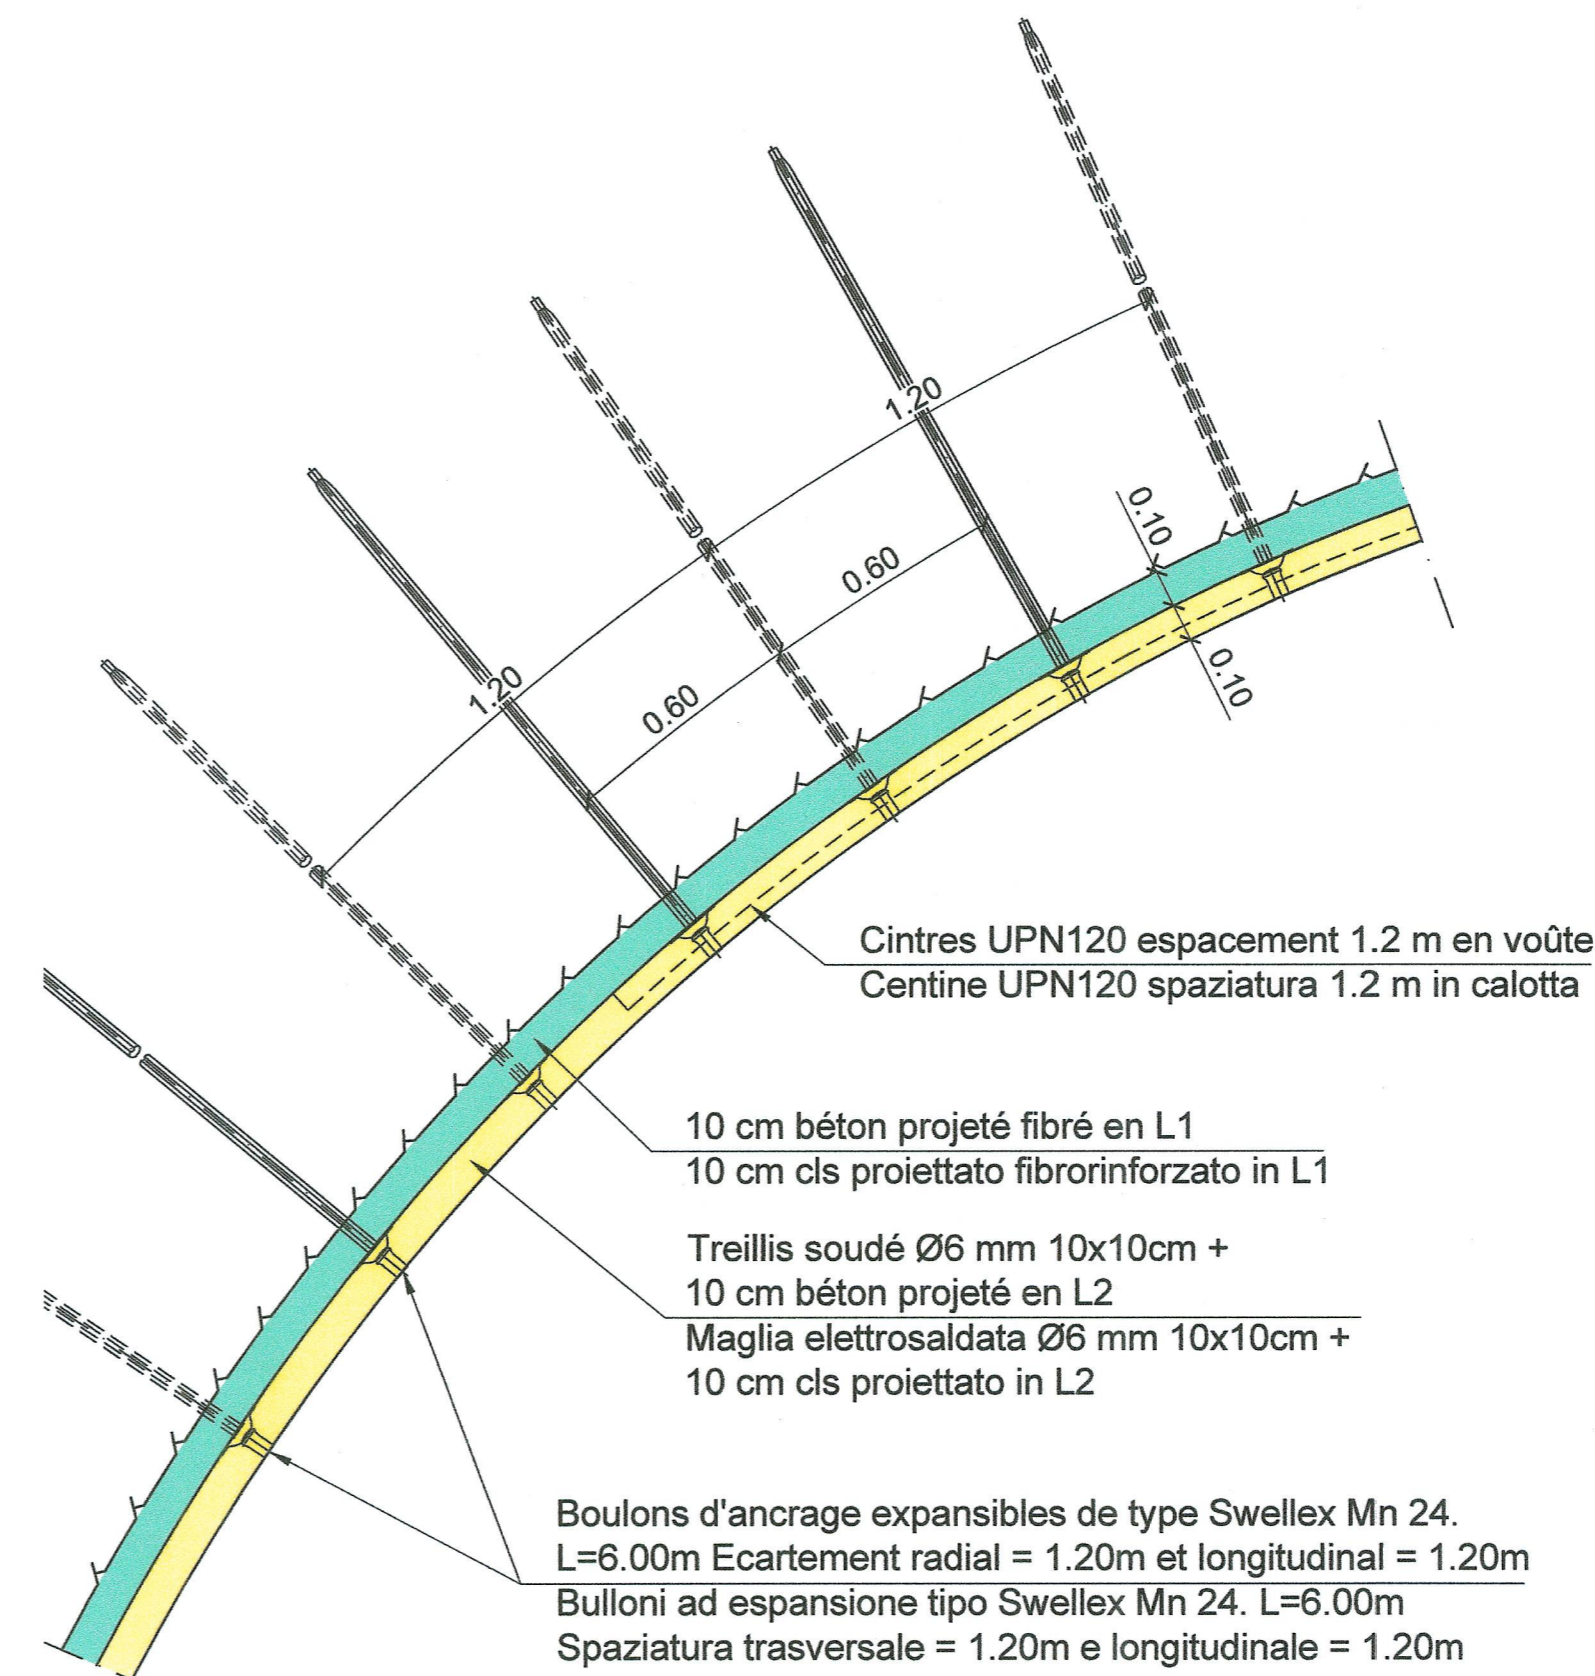 1.20
0.10
0.60
1.20
0.60
0.10
Cintres UPN120 espacement 1.2 m en voûte
Centine UPN120 spaziatura 1.2 m in calotta
10 cm béton projeté fibré en L1
10 cm cls proiettato fibrorinforzato in L1
Treillis soudé Ø6 mm 10x10cm +
10 cm béton projeté en L2
Maglia elettrosaldata Ø6 mm 10x10cm +
10 cm cls proiettato in L2
Boulons d'ancrage expansibles de type Swellex Mn 24.
L=6.00m Ecartement radial = 1.20m et longitudinal = 1.20m
Bulloni ad espansione tipo Swellex Mn 24. L=6.00m
Spaziatura trasversale = 1.20m e longitudinale = 1.20m